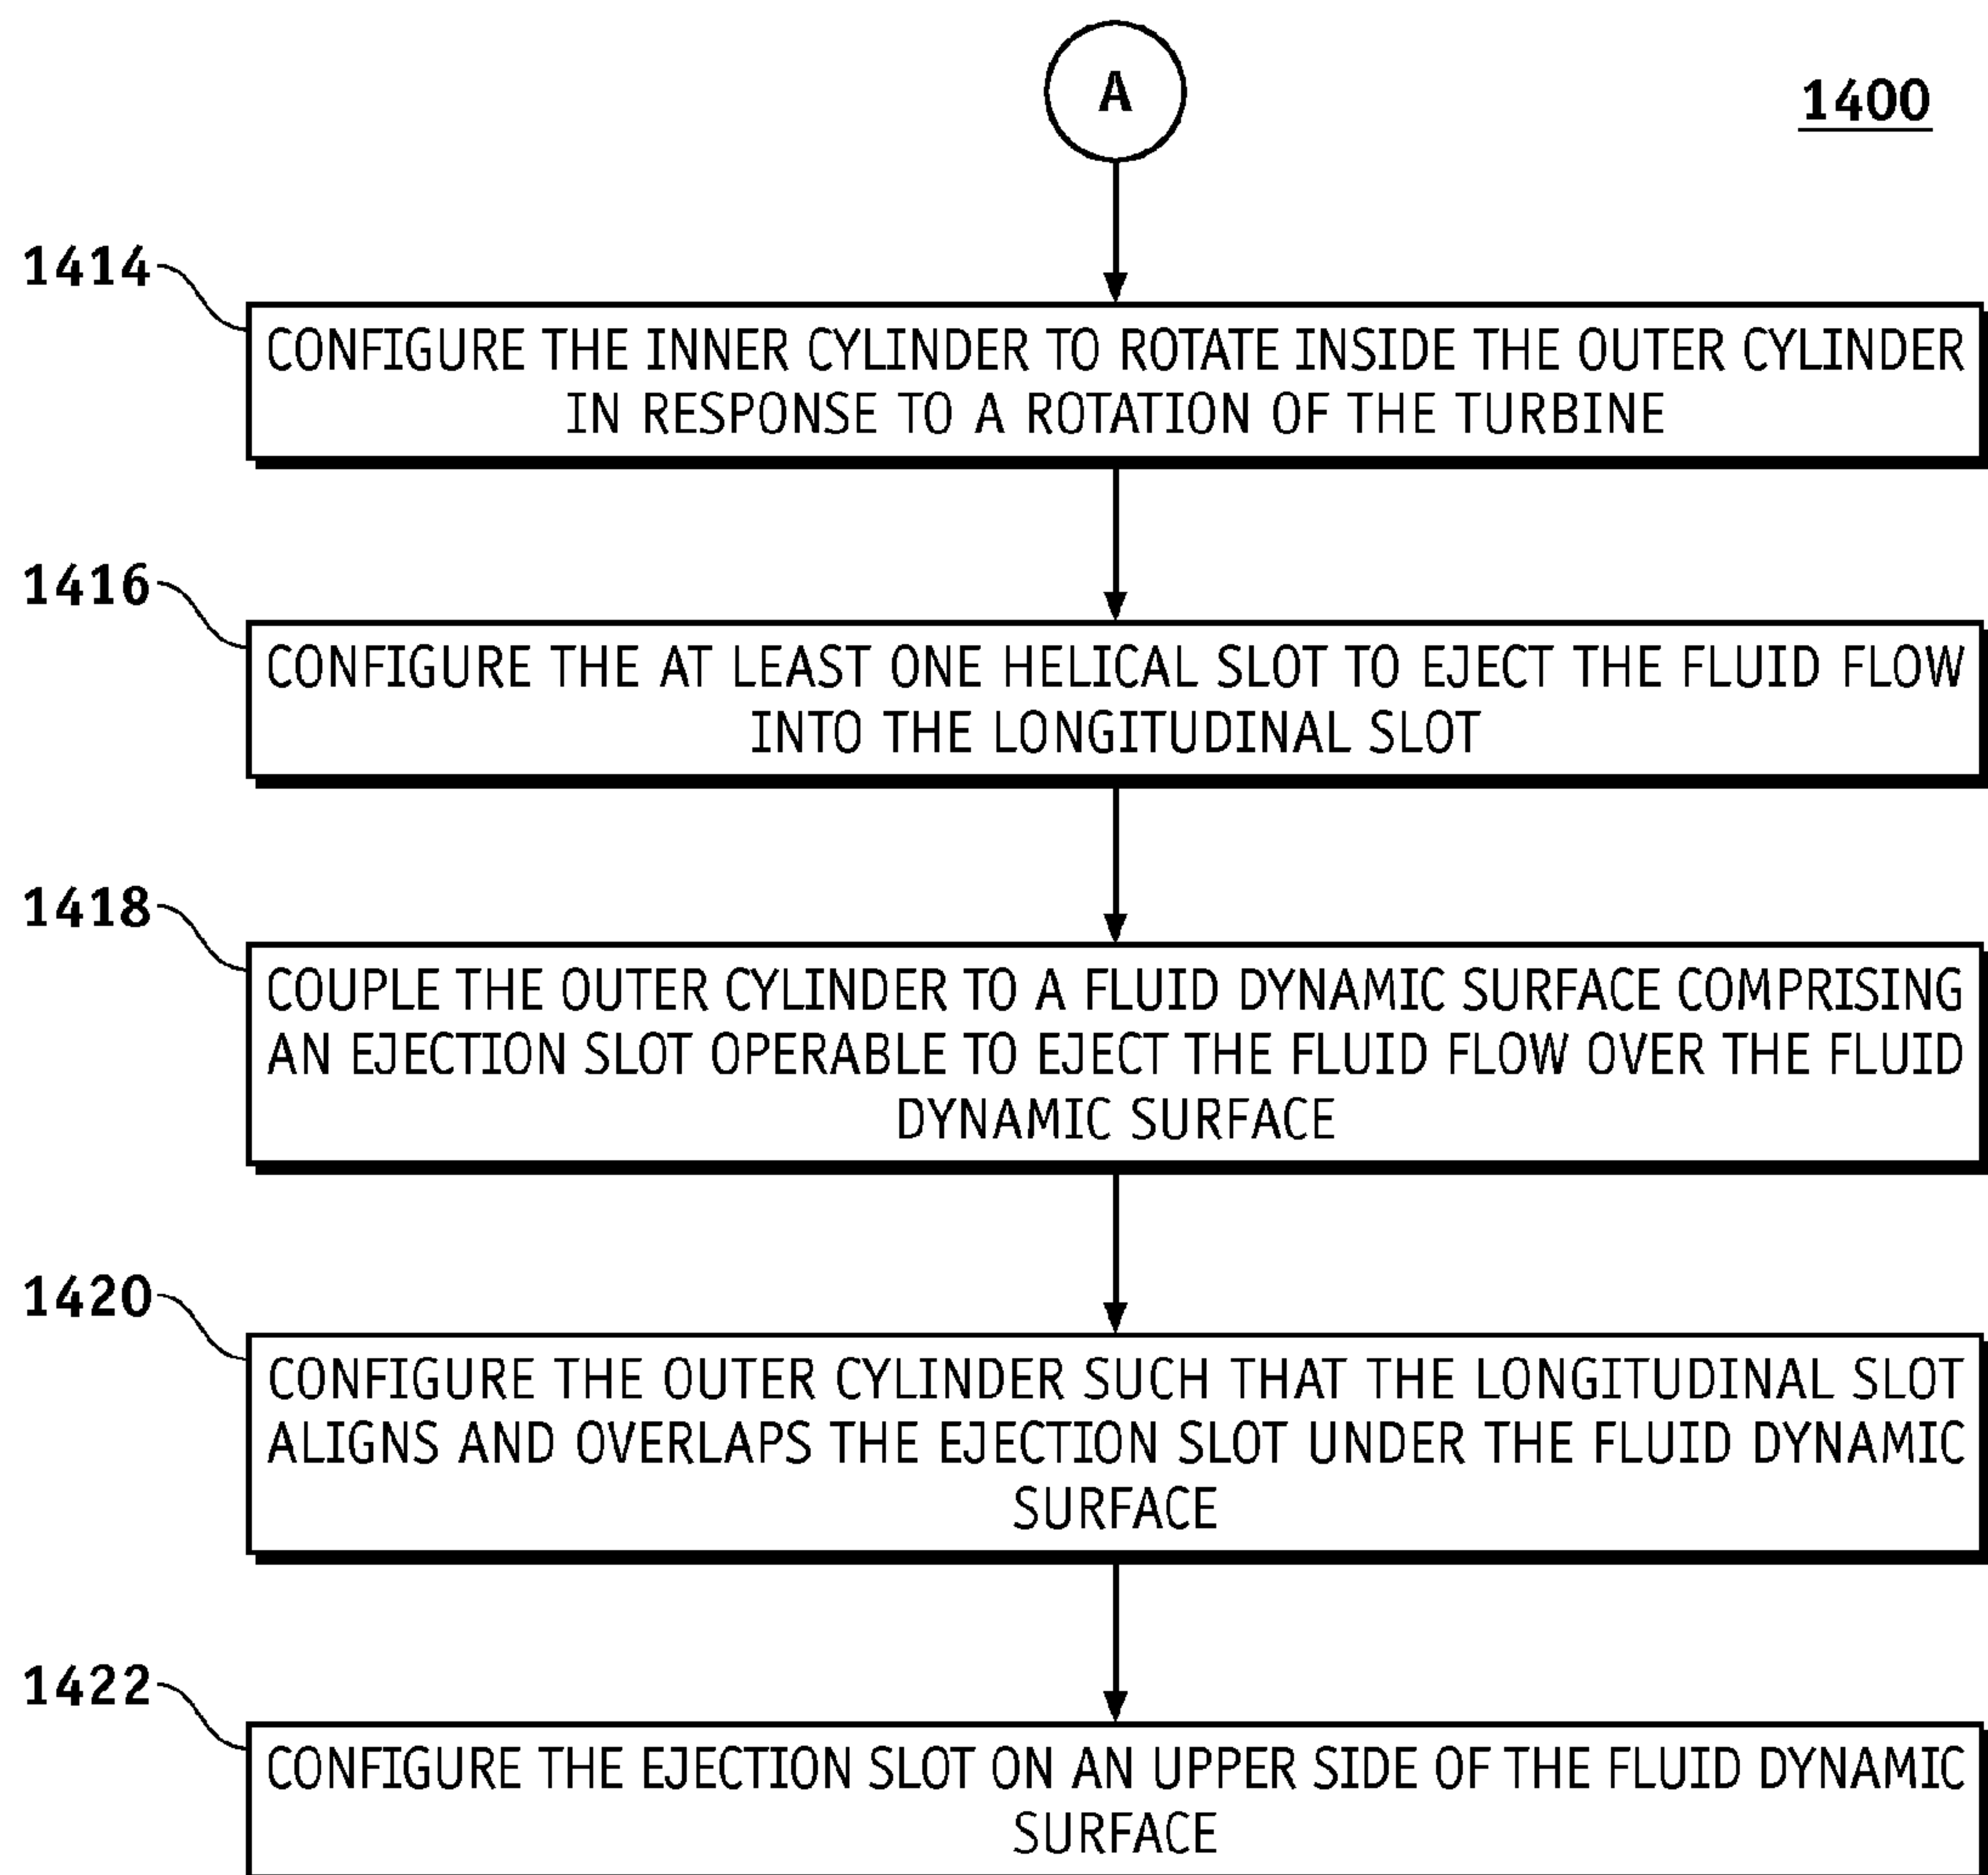 A
1400
1414
CONFIGURE THE INNER CYLINDER TO ROTATE INSIDE THE OUTER CYLINDER
IN RESPONSE TO A ROTATION OF THE TURBINE
1416
CONFIGURE THE AT LEAST ONE HELICAL SLOT TO EJECT THE FLUID FLOW
INTO THE LONGITUDINAL SLOT
1418
COUPLE THE OUTER CYLINDER TO A FLUID DYNAMIC SURFACE COMPRISING
AN EJECTION SLOT OPERABLE TO EJECT THE FLUID FLOW OVER THE FLUID
DYNAMIC SURFACE
1420
CONFIGURE THE OUTER CYLINDER SUCH THAT THE LONGITUDINAL SLOT
ALIGNS AND OVERLAPS THE EJECTION SLOT UNDER THE FLUID DYNAMIC
SURFACE
1422
CONFIGURE THE EJECTION SLOT ON AN UPPER SIDE OF THE FLUID DYNAMIC
SURFACE